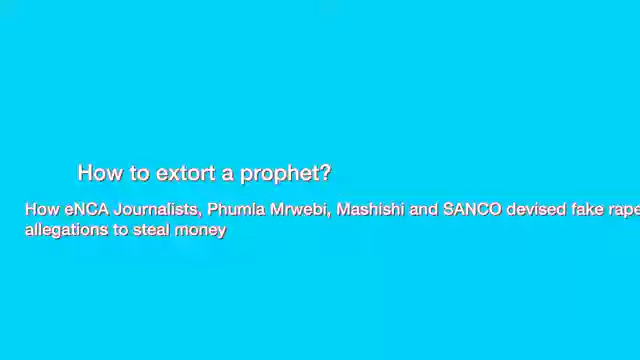 How to extort a prophet?
How eNCA Journalists, Phumla Mrwebi, Mashishi and SANCO devised fake rape
allegations to steal money